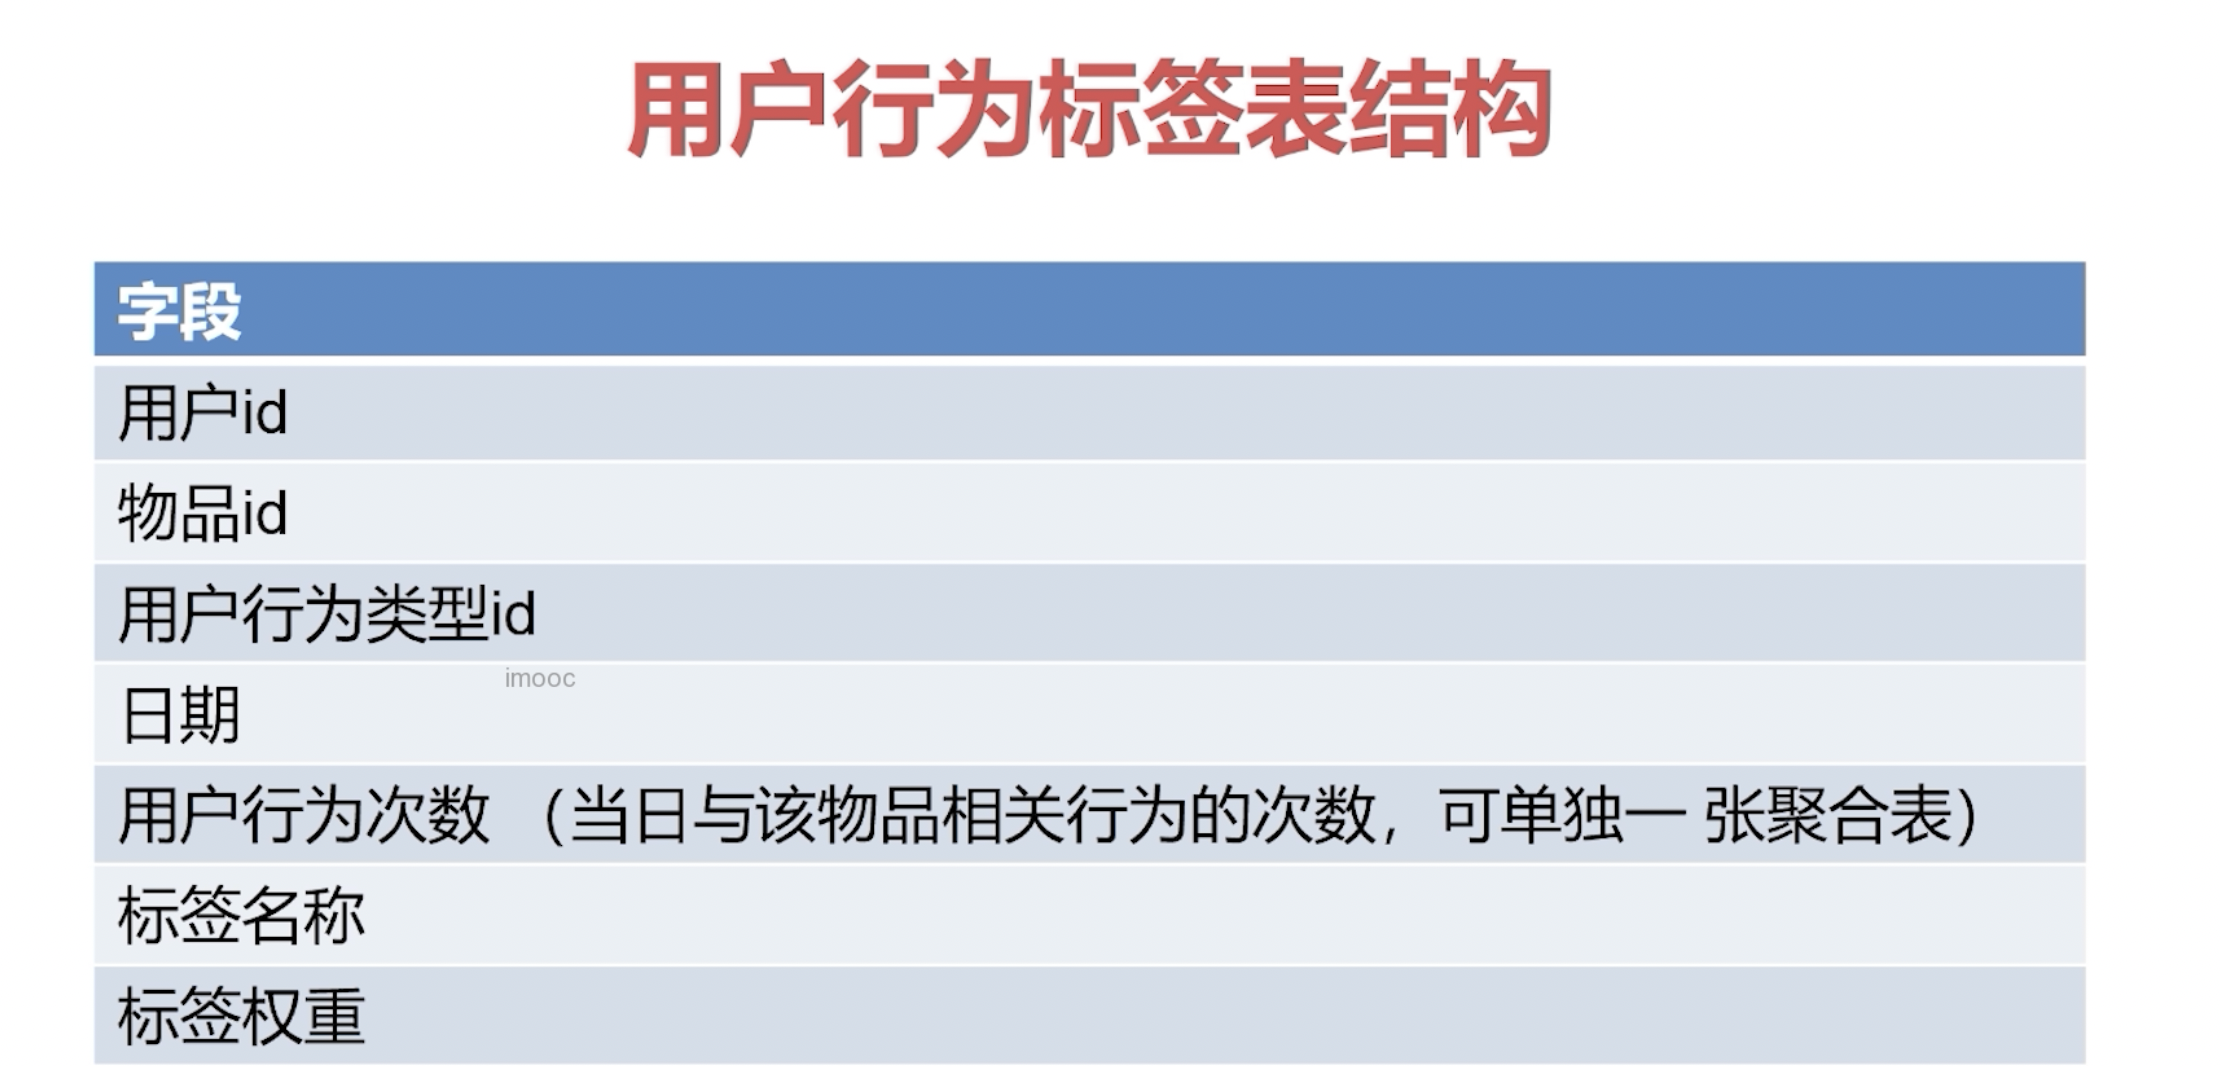 用户行为标签表结构
字段
用户id
物品id
用户行为类型id
imooc
日期
用户行为次数 （当日与该物品相关行为的次数，可单独一 张聚合表）
标签名称
标签权重